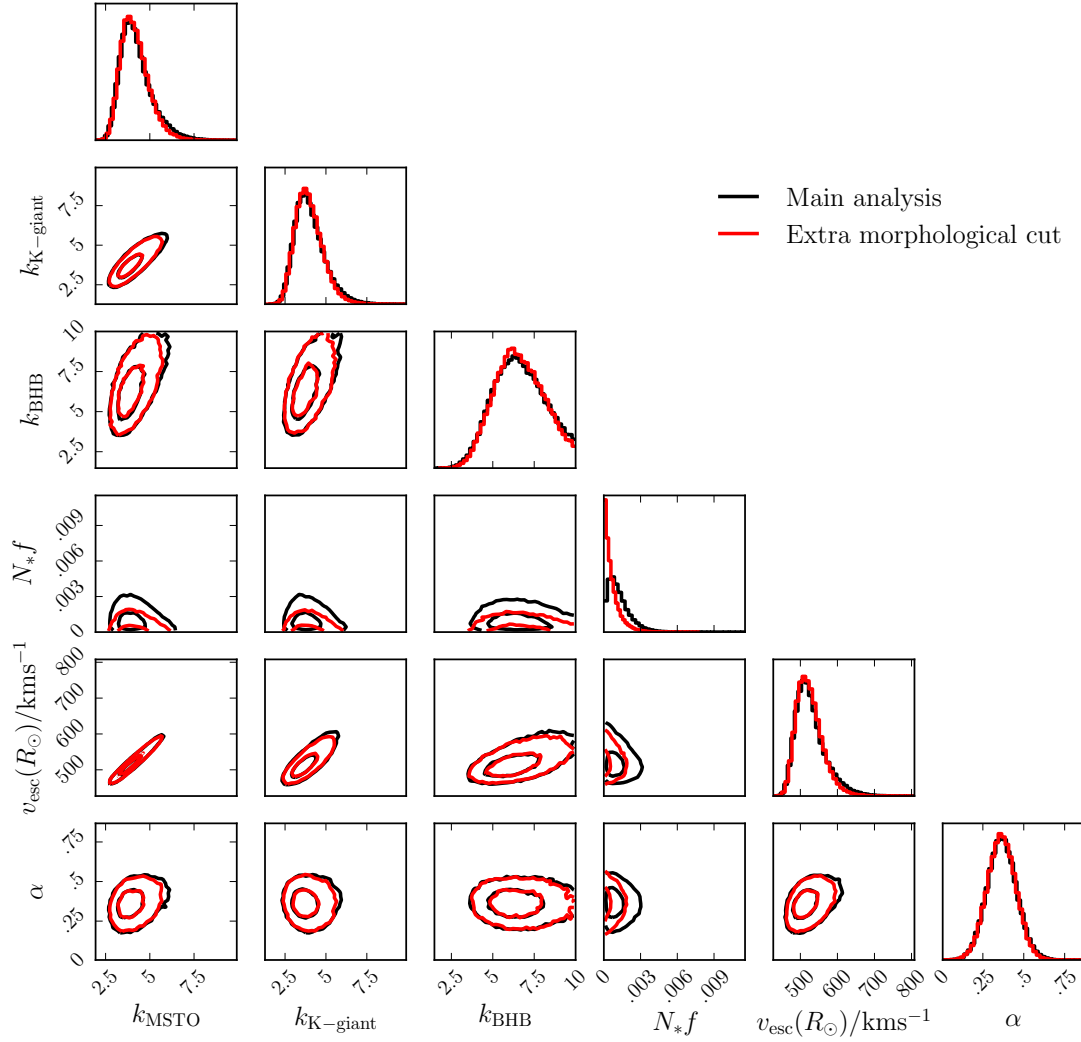 Main analysis
Extra morphological cut
k_K−giant
7.5
5
2.5
k_BHB
10
7.5
5
2.5
N_*f
.009
.006
.003
0
v_esc(R_⊙)/kms^−1
800
700
600
500
α
.75
.5
.25
0
2.5 5 7.5 2.5 5 7.5 2.5 5 7.5 10 .003 .006 .009 500 600 700 800 0 .25 .5 .75
k_MSTO k_K−giant k_BHB N_*f v_esc(R_⊙)/kms^−1 α